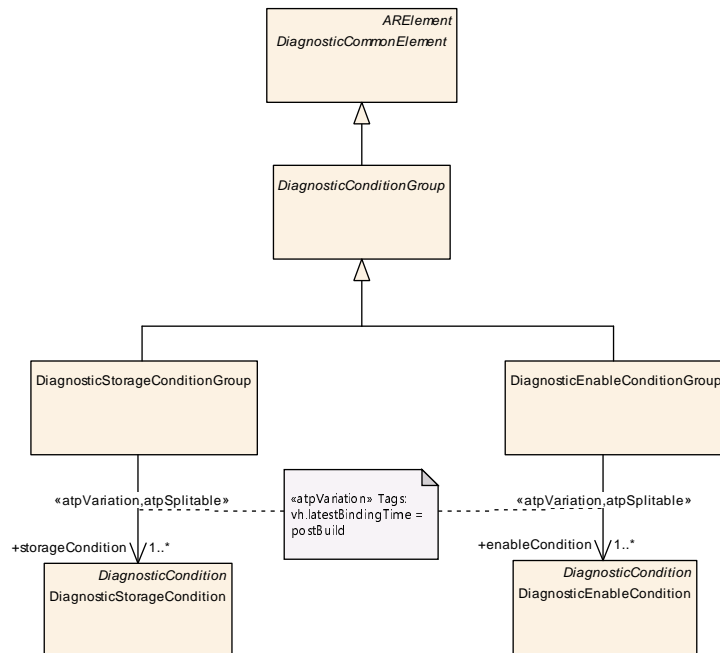 ARElement
DiagnosticCommonElement
DiagnosticConditionGroup
DiagnosticStorageConditionGroup
DiagnosticEnableConditionGroup
«atpVariation,atpSplitable»
«atpVariation» Tags:
vh.latestBindingTime =
postBuild
«atpVariation,atpSplitable»
+storageCondition
1..*
+enableCondition
1..*
DiagnosticCondition
DiagnosticStorageCondition
DiagnosticCondition
DiagnosticEnableCondition